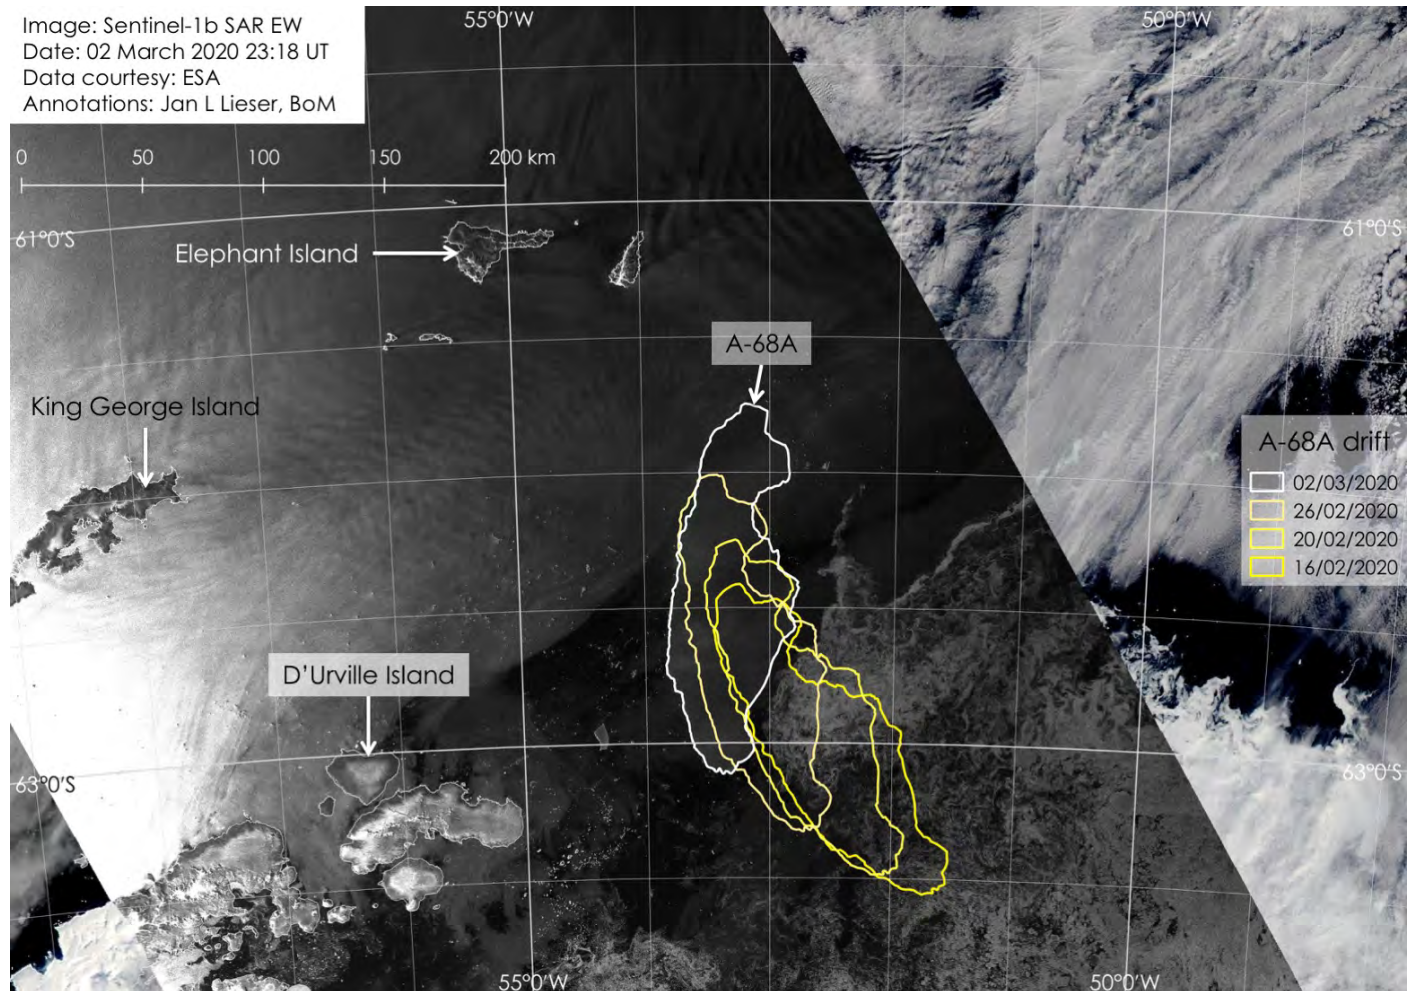 Image: Sentinel-1b SAR EW
Date: 02 March 2020 23:18 UT
Data courtesy: ESA
Annotations: Jan L Lieser, BoM
55°0'W
50°0'W
0 50 100 150 200 km
61°0'S
61°0'S
Elephant Island
A-68A
King George Island
A-68A drift
02/03/2020
26/02/2020
20/02/2020
16/02/2020
D'Urville Island
63°0'S
63°0'S
55°0'W
50°0'W